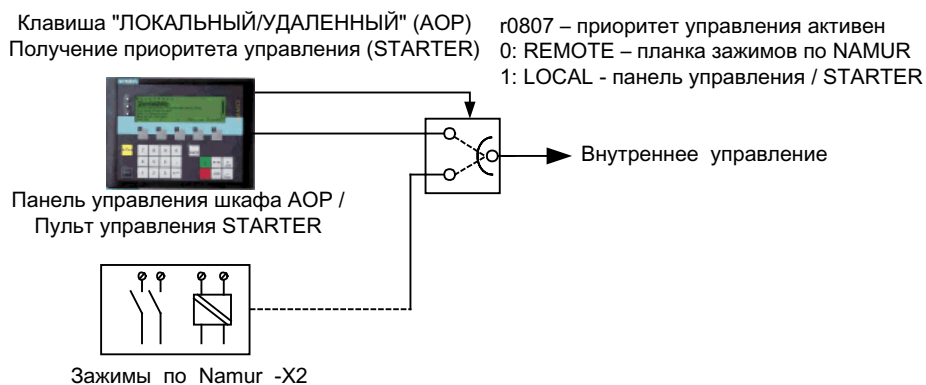 Клавиша "ЛОКАЛЬНЫЙ/УДАЛЕННЫЙ" (AOP)
Получение приоритета управления (STARTER)
r0807 – приоритет управления активен
0: REMOTE – планка зажимов по NAMUR
1: LOCAL - панель управления / STARTER
Внутреннее управление
Панель управления шкафа AOP /
Пульт управления STARTER
Зажимы по Namur -X2